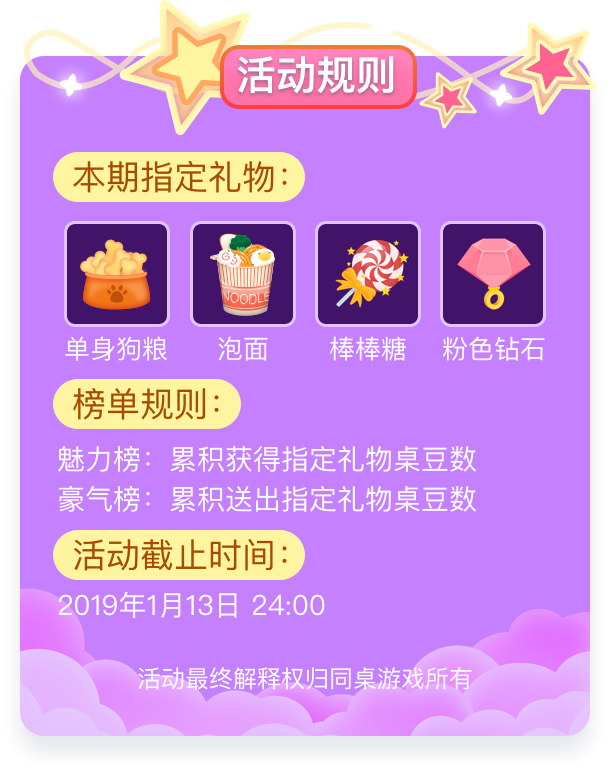 活动规则
本期指定礼物：
NOODLE
单身狗粮 泡面 棒棒糖 粉色钻石
榜单规则：
魅力榜：累积获得指定礼物桌豆数
豪气榜：累积送出指定礼物桌豆数
活动截止时间：
2019年1月13日 24:00
活动最终解释权归同桌游戏所有